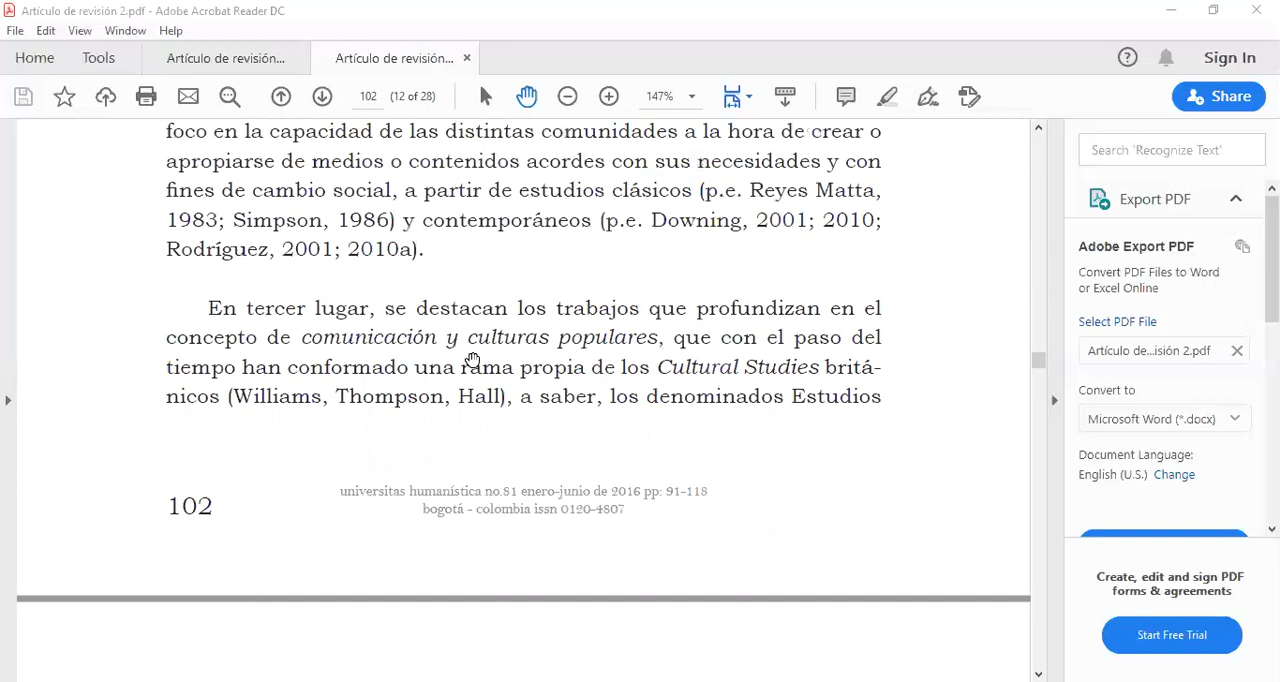 Artículo de revisión 2.pdf - Adobe Acrobat Reader DC
File Edit View Window Help
Home Tools Artículo de revisión... Artículo de revisión... ×
102 (12 of 28) 147% Share
Sign In
foco en la capacidad de las distintas comunidades a la hora de crear o
apropiarse de medios o contenidos acordes con sus necesidades y con
fines de cambio social, a partir de estudios clásicos (p.e. Reyes Matta,
1983; Simpson, 1986) y contemporáneos (p.e. Downing, 2001; 2010;
Rodríguez, 2001; 2010a).
En tercer lugar, se destacan los trabajos que profundizan en el
concepto de comunicación y culturas populares, que con el paso del
tiempo han conformado una rama propia de los Cultural Studies britá-
nicos (Williams, Thompson, Hall), a saber, los denominados Estudios
102
universitas humanística no.81 enero-junio de 2016 pp: 91-118
bogotá - colombia issn 0120-4807
Search 'Recognize Text'
Export PDF
Adobe Export PDF
Convert PDF Files to Word
or Excel Online
Select PDF File
Artículo de...isión 2.pdf
Convert to
Microsoft Word (*.docx)
Document Language:
English (U.S.) Change
Create, edit and sign PDF
forms & agreements
Start Free Trial